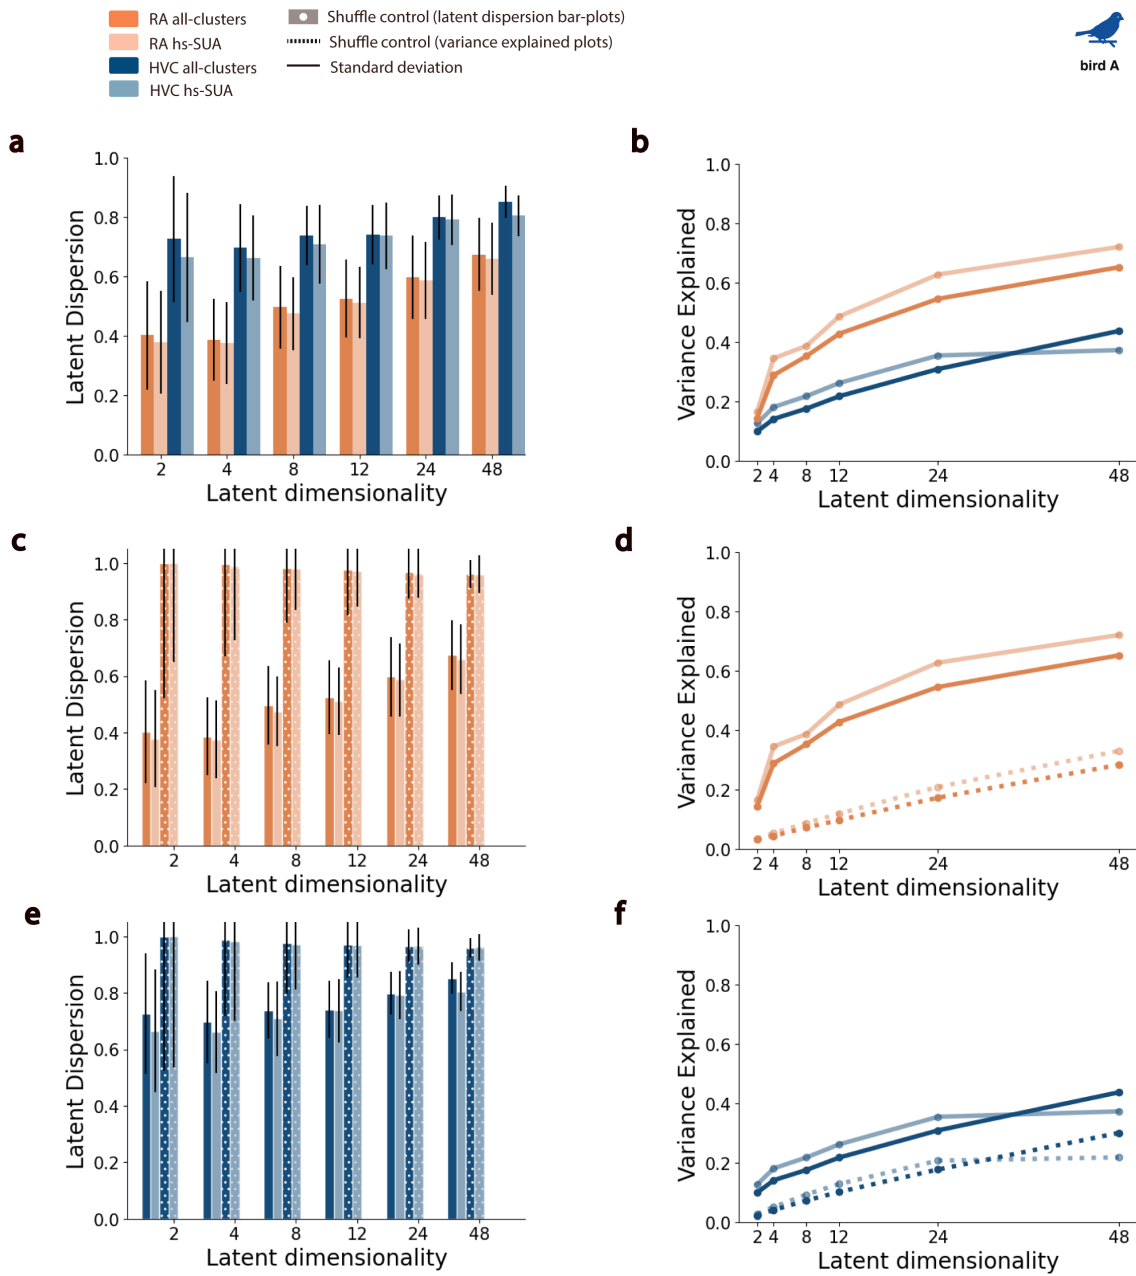 RA all-clusters
RA hs-SUA
HVC all-clusters
HVC hs-SUA
Shuffle control (latent dispersion bar-plots)
Shuffle control (variance explained plots)
Standard deviation
bird A
a
Latent Dispersion
1.0
0.8
0.6
0.4
0.2
0.0
2 4 8 12 24 48
Latent dimensionality
b
Variance Explained
1.0
0.8
0.6
0.4
0.2
0.0
2 4 8 12 24 48
Latent dimensionality
c
Latent Dispersion
1.0
0.8
0.6
0.4
0.2
0.0
2 4 8 12 24 48
Latent dimensionality
d
Variance Explained
1.0
0.8
0.6
0.4
0.2
0.0
2 4 8 12 24 48
Latent dimensionality
e
Latent Dispersion
1.0
0.8
0.6
0.4
0.2
0.0
2 4 8 12 24 48
Latent dimensionality
f
Variance Explained
1.0
0.8
0.6
0.4
0.2
0.0
2 4 8 12 24 48
Latent dimensionality